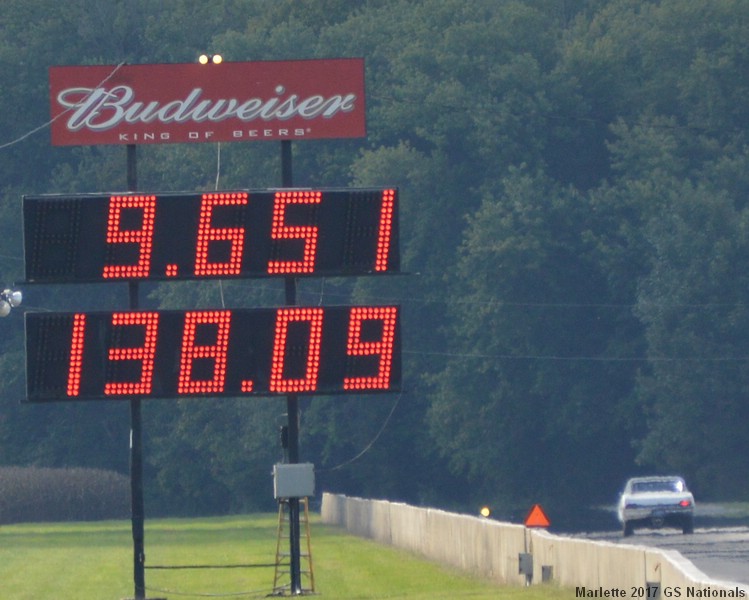 Budweiser
KING OF BEERS®
9.651
138.09
Marlette 2017 GS Nationals